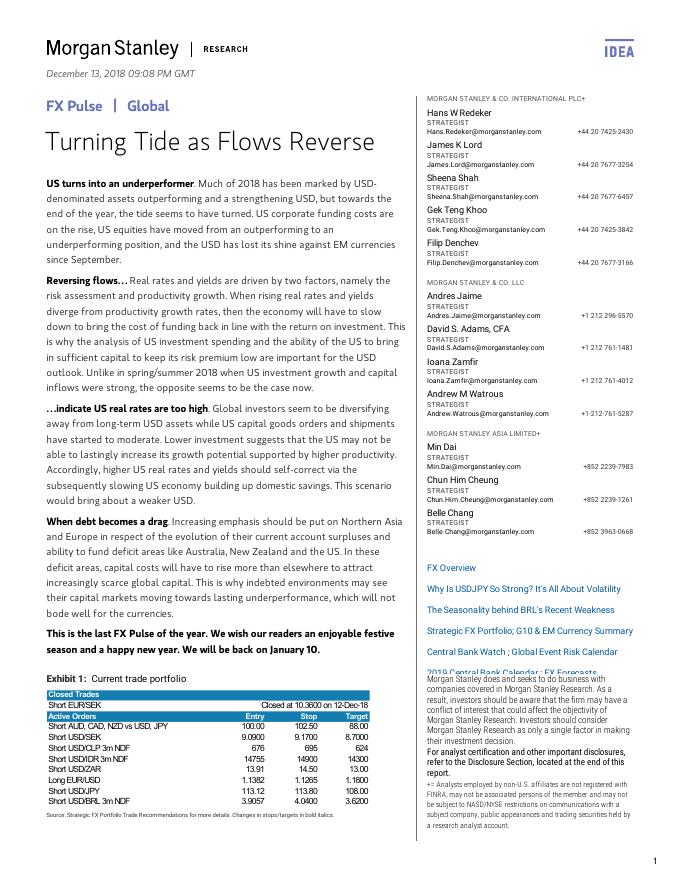 Morgan Stanley | RESEARCH
IDEA
December 13, 2018 09:08 PM GMT
FX Pulse | Global
Turning Tide as Flows Reverse
US turns into an underperformer. Much of 2018 has been marked by USD-
denominated assets outperforming and a strengthening USD, but towards the
end of the year, the tide seems to have turned. US corporate funding costs are
on the rise, US equities have moved from an outperforming to an
underperforming position, and the USD has lost its shine against EM currencies
since September.
Reversing flows… Real rates and yields are driven by two factors, namely the
risk assessment and productivity growth. When rising real rates and yields
diverge from productivity growth rates, then the economy will have to slow
down to bring the cost of funding back in line with the return on investment. This
is why the analysis of US investment spending and the ability of the US to bring
in sufficient capital to keep its risk premium low are important for the USD
outlook. Unlike in spring/summer 2018 when US investment growth and capital
inflows were strong, the opposite seems to be the case now.
…indicate US real rates are too high. Global investors seem to be diversifying
away from long-term USD assets while US capital goods orders and shipments
have started to moderate. Lower investment suggests that the US may not be
able to lastingly increase its growth potential supported by higher productivity.
Accordingly, higher US real rates and yields should self-correct via the
subsequently slowing US economy building up domestic savings. This scenario
would bring about a weaker USD.
When debt becomes a drag. Increasing emphasis should be put on Northern Asia
and Europe in respect of the evolution of their current account surpluses and
ability to fund deficit areas like Australia, New Zealand and the US. In these
deficit areas, capital costs will have to rise more than elsewhere to attract
increasingly scarce global capital. This is why indebted environments may see
their capital markets moving towards lasting underperformance, which will not
bode well for the currencies.
This is the last FX Pulse of the year. We wish our readers an enjoyable festive
season and a happy new year. We will be back on January 10.
Exhibit 1: Current trade portfolio
Closed Trades
Short EUR/SEK Closed at 10.3600 on 12-Dec-18
Active Orders Entry Stop Target
Short AUD, CAD, NZD vs USD, JPY 100.00 102.50 88.00
Short USD/SEK 9.0900 9.1700 8.7000
Short USD/CLP 3m NDF 676 695 624
Short USD/IDR 3m NDF 14755 14900 14300
Short USD/ZAR 13.91 14.50 13.00
Long EUR/USD 1.1382 1.1265 1.1800
Short USD/JPY 113.12 113.80 108.00
Short USD/BRL 3m NDF 3.9057 4.0400 3.6200
Source: Strategic FX Portfolio Trade Recommendations for more details. Changes in stops/targets in bold italics.
MORGAN STANLEY & CO. INTERNATIONAL PLC+
Hans W Redeker
STRATEGIST
Hans.Redeker@morganstanley.com +44 20 7425-2430
James K Lord
STRATEGIST
James.Lord@morganstanley.com +44 20 7677-3254
Sheena Shah
STRATEGIST
Sheena.Shah@morganstanley.com +44 20 7677-6457
Gek Teng Khoo
STRATEGIST
Gek.Teng.Khoo@morganstanley.com +44 20 7425-3842
Filip Denchev
STRATEGIST
Filip.Denchev@morganstanley.com +44 20 7677-3166
MORGAN STANLEY & CO. LLC
Andres Jaime
STRATEGIST
Andres.Jaime@morganstanley.com +1 212 296-5570
David S. Adams, CFA
STRATEGIST
David.S.Adams@morganstanley.com +1 212 761-1481
Ioana Zamfir
STRATEGIST
Ioana.Zamfir@morganstanley.com +1 212 761-4012
Andrew M Watrous
STRATEGIST
Andrew.Watrous@morganstanley.com +1-212-761-5287
MORGAN STANLEY ASIA LIMITED+
Min Dai
STRATEGIST
Min.Dai@morganstanley.com +852 2239-7983
Chun Him Cheung
STRATEGIST
Chun.Him.Cheung@morganstanley.com +852 2239-1261
Belle Chang
STRATEGIST
Belle.Chang@morganstanley.com +852 3963-0668
FX Overview
Why Is USDJPY So Strong? It's All About Volatility
The Seasonality behind BRL's Recent Weakness
Strategic FX Portfolio; G10 & EM Currency Summary
Central Bank Watch ; Global Event Risk Calendar
2019 Central Bank Calendar ; FX Forecasts
Morgan Stanley does and seeks to do business with
companies covered in Morgan Stanley Research. As a
result, investors should be aware that the firm may have a
conflict of interest that could affect the objectivity of
Morgan Stanley Research. Investors should consider
Morgan Stanley Research as only a single factor in making
their investment decision.
For analyst certification and other important disclosures,
refer to the Disclosure Section, located at the end of this
report.
+= Analysts employed by non-U.S. affiliates are not registered with
FINRA, may not be associated persons of the member and may not
be subject to NASD/NYSE restrictions on communications with a
subject company, public appearances and trading securities held by
a research analyst account.
1